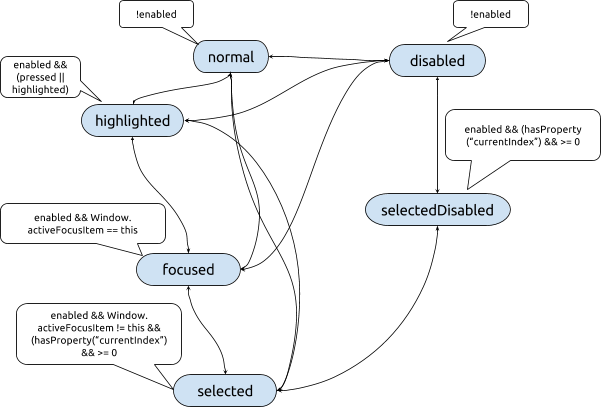 !enabled
!enabled
normal
disabled
enabled &&
(pressed ||
highlighted)
highlighted
enabled && (hasProperty
("currentIndex") && >= 0
selectedDisabled
enabled && Window.
activeFocusItem == this
focused
enabled && Window.
activeFocusItem != this &&
(hasProperty("currentIndex")
&& >= 0
selected